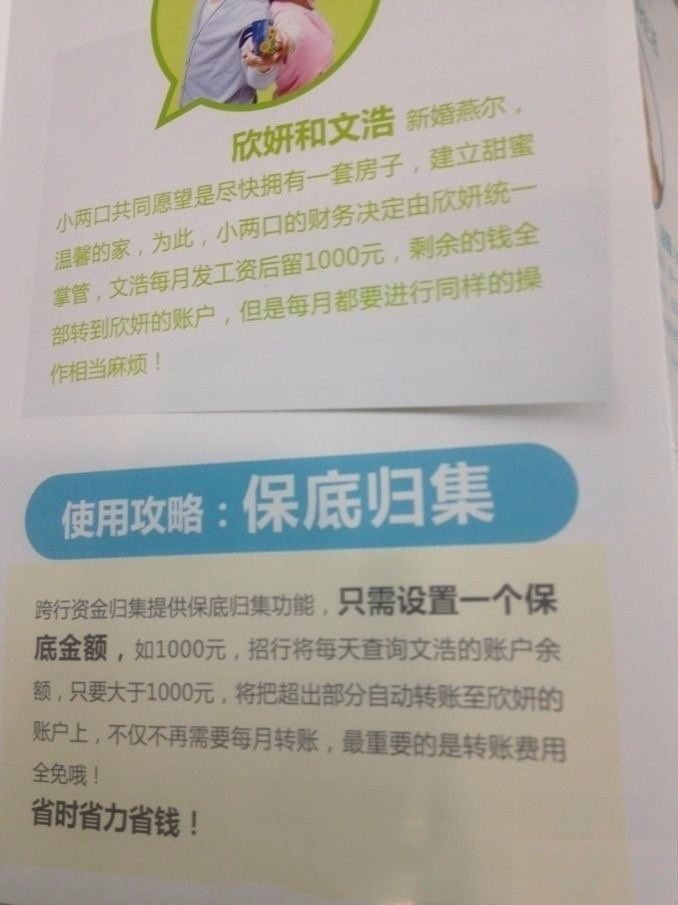 欣妍和文浩 新婚燕尔，
小两口共同愿望是尽快拥有一套房子，建立甜蜜
温馨的家，为此，小两口的财务决定由欣妍统一
掌管，文浩每月发工资后留1000元，剩余的钱全
部转到欣妍的账户，但是每月都要进行同样的操
作相当麻烦！
使用攻略：保底归集
跨行资金归集提供保底归集功能，只需设置一个保
底金额，如1000元，招行将每天查询文浩的账户余
额，只要大于1000元，将把超出部分自动转账至欣妍的
账户上，不仅不再需要每月转账，最重要的是转账费用
全免哦！
省时省力省钱！